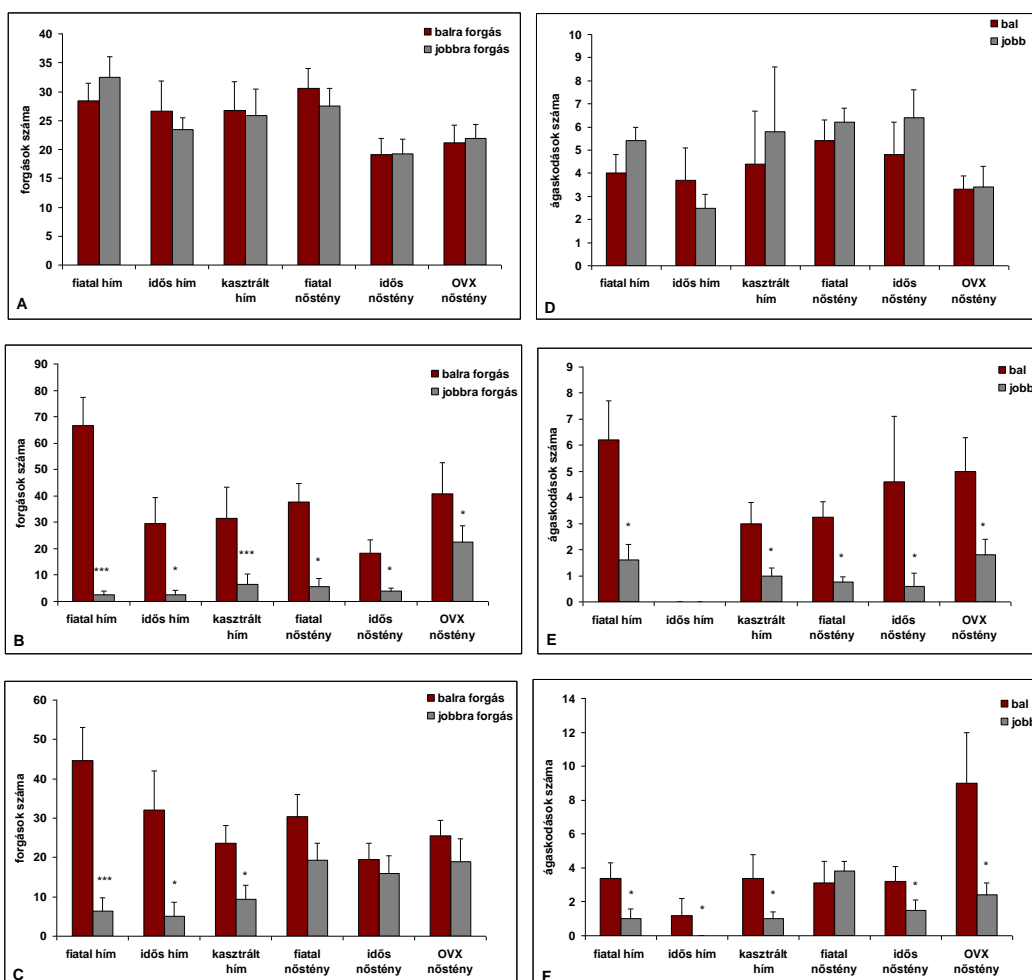 balra forgás
jobbra forgás
forgások száma
40
35
30
25
20
15
10
5
0
fiatal hím idős hím kasztrált hím fiatal nőstény idős nőstény OVX nőstény
A
bal
jobb
ágaskodások száma
10
9
8
7
6
5
4
3
2
1
0
fiatal hím idős hím kasztrált hím fiatal nőstény idős nőstény OVX nőstény
D
balra forgás
jobbra forgás
forgások száma
90
80
70
60
50
40
30
20
10
0
*** * *** * * *
fiatal hím idős hím kasztrált hím fiatal nőstény idős nőstény OVX nőstény
B
bal
jobb
ágaskodások száma
9
8
7
6
5
4
3
2
1
0
* * * * *
fiatal hím idős hím kasztrált hím fiatal nőstény idős nőstény OVX nőstény
E
balra forgás
jobbra forgás
forgások száma
60
50
40
30
20
10
0
*** * *
fiatal hím idős hím kasztrált hím fiatal nőstény idős nőstény OVX nőstény
C
bal
jobb
ágaskodások száma
14
12
10
8
6
4
2
0
* * * * *
fiatal hím idős hím kasztrált hím fiatal nőstény idős nőstény OVX nőstény